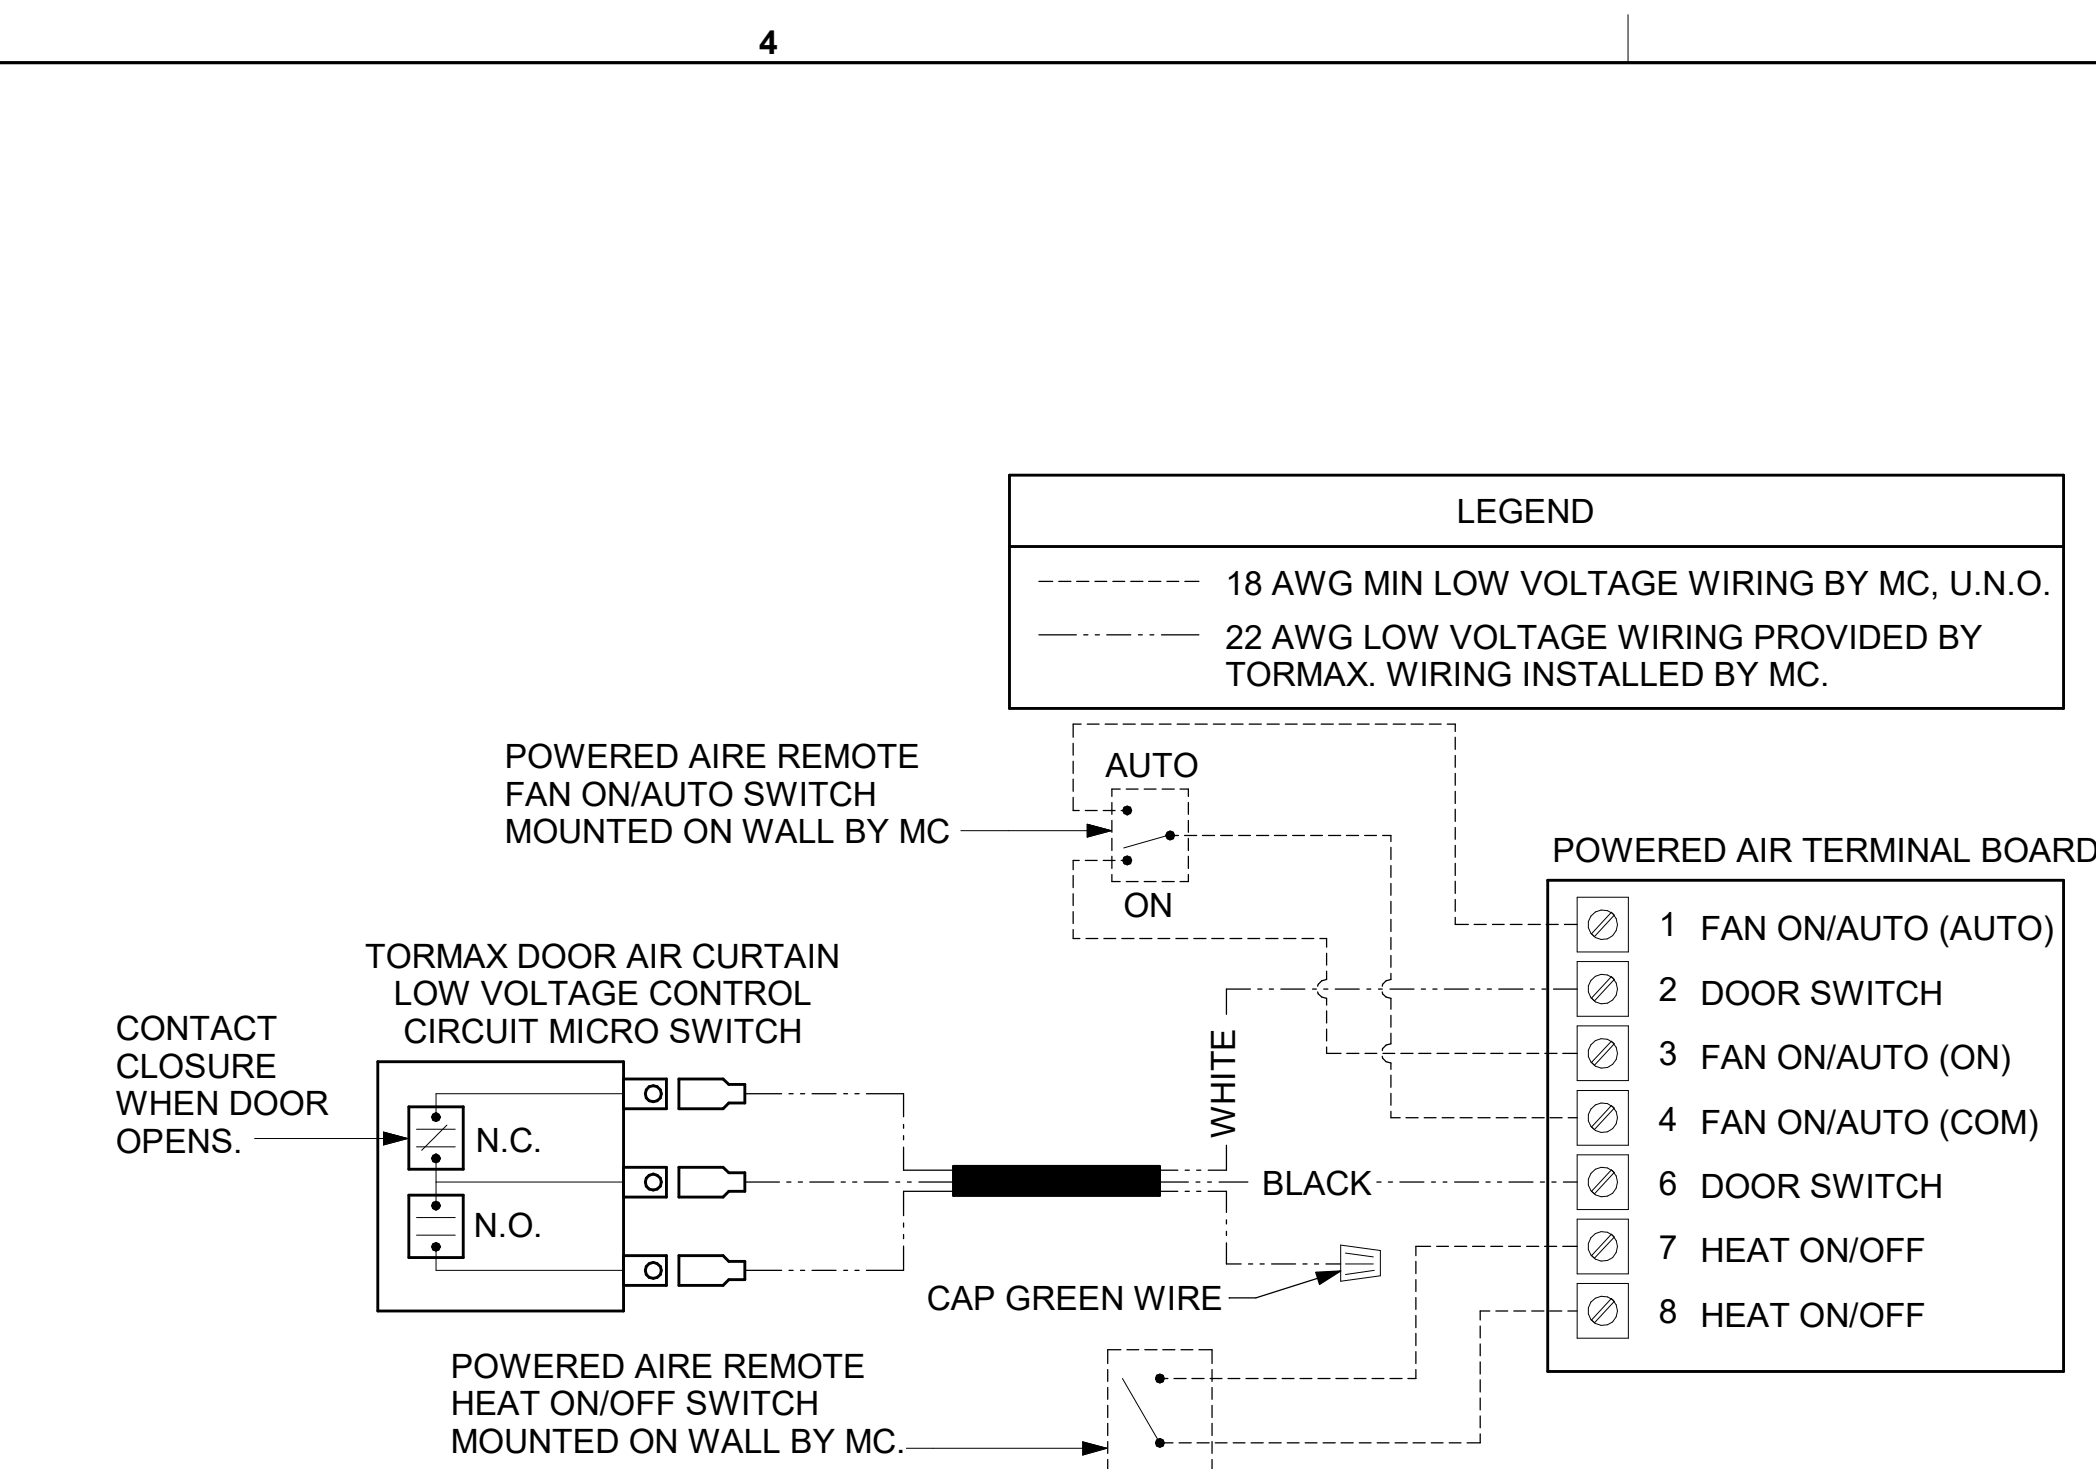 4
LEGEND
18 AWG MIN LOW VOLTAGE WIRING BY MC, U.N.O.
22 AWG LOW VOLTAGE WIRING PROVIDED BY
TORMAX. WIRING INSTALLED BY MC.
POWERED AIRE REMOTE
FAN ON/AUTO SWITCH
MOUNTED ON WALL BY MC
AUTO
ON
POWERED AIR TERMINAL BOARD
1 FAN ON/AUTO (AUTO)
2 DOOR SWITCH
3 FAN ON/AUTO (ON)
4 FAN ON/AUTO (COM)
6 DOOR SWITCH
7 HEAT ON/OFF
8 HEAT ON/OFF
TORMAX DOOR AIR CURTAIN
LOW VOLTAGE CONTROL
CIRCUIT MICRO SWITCH
CONTACT
CLOSURE
WHEN DOOR
OPENS.
N.C.
N.O.
WHITE
BLACK
CAP GREEN WIRE
POWERED AIRE REMOTE
HEAT ON/OFF SWITCH
MOUNTED ON WALL BY MC.